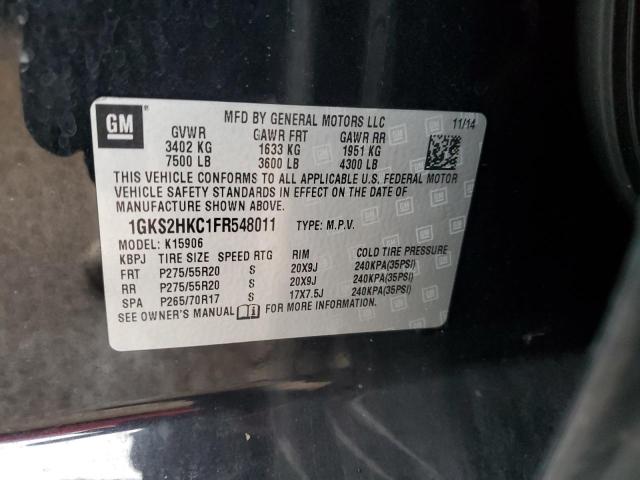 GM
MFD BY GENERAL MOTORS LLC
11/14
GVWR GAWR FRT GAWR RR
3402 KG 1633 KG 1951 KG
7500 LB 3600 LB 4300 LB
THIS VEHICLE CONFORMS TO ALL APPLICABLE U.S. FEDERAL MOTOR
VEHICLE SAFETY STANDARDS IN EFFECT ON THE DATE OF
MANUFACTURE SHOWN ABOVE.
1GKS2HKC1FR548011 TYPE: M.P.V.
MODEL: K15906
KBPJ TIRE SIZE SPEED RTG RIM COLD TIRE PRESSURE
FRT P275/55R20 S 20X9J 240KPA(35PSI)
RR P275/55R20 S 20X9J 240KPA(35PSI)
SPA P265/70R17 S 17X7.5J 240KPA(35PSI)
SEE OWNER'S MANUAL FOR MORE INFORMATION.